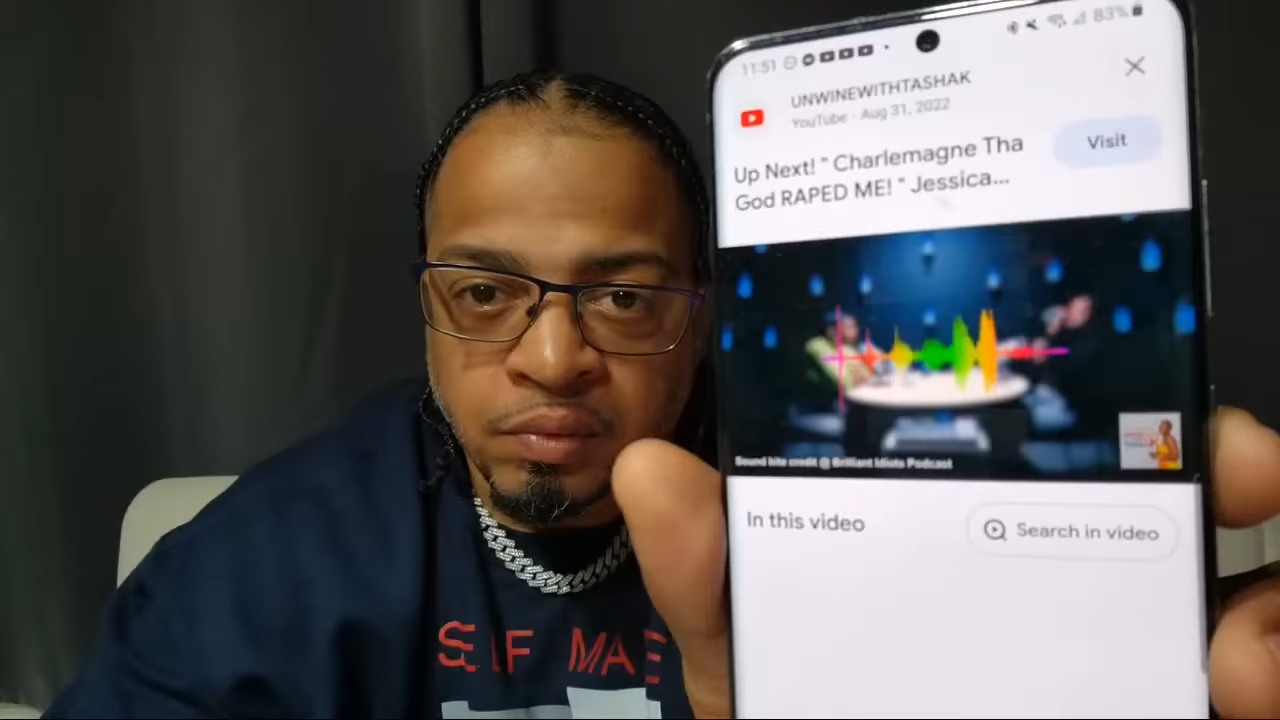 11:51
83%
UNWINEWITHTASHAK
YouTube · Aug 31, 2022
Visit
Up Next! " Charlemagne Tha
God RAPED ME! " Jessica...
Sound bite credit @ Brilliant Idiots Podcast
In this video
Search in video
SELF MADE